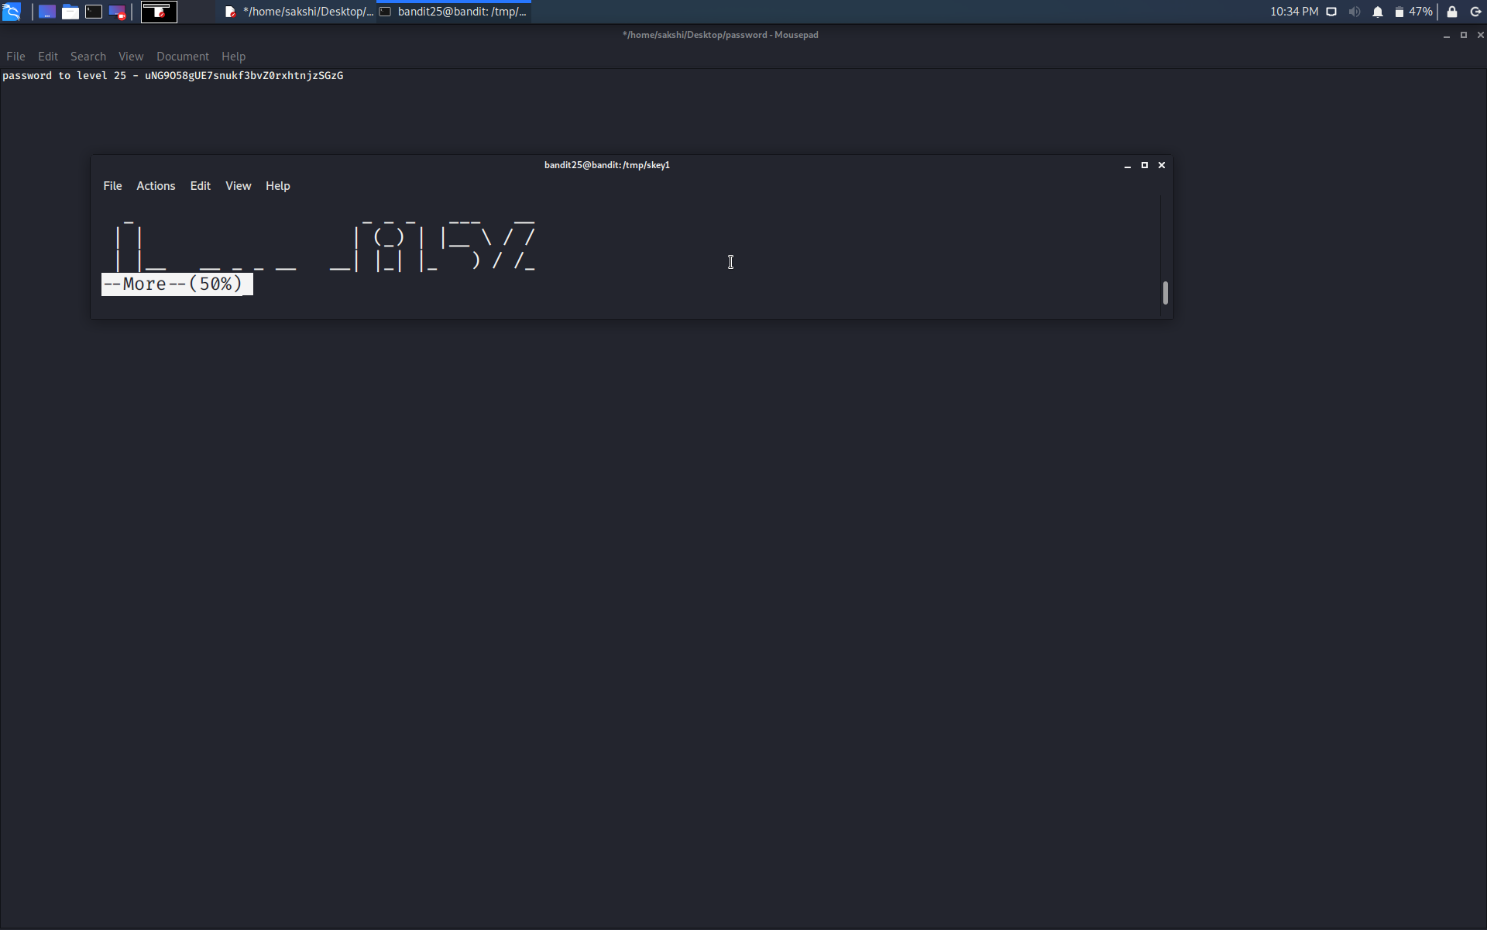 */home/sakshi/Desktop/...
bandit25@bandit: /tmp/...
10:34 PM
47%
*/home/sakshi/Desktop/password - Mousepad
File Edit Search View Document Help
password to level 25 - uNG9O58gUE7snukf3bvZ0rxhtnjzSGzG
bandit25@bandit:/tmp/skey1
File Actions Edit View Help
--More--(50%)